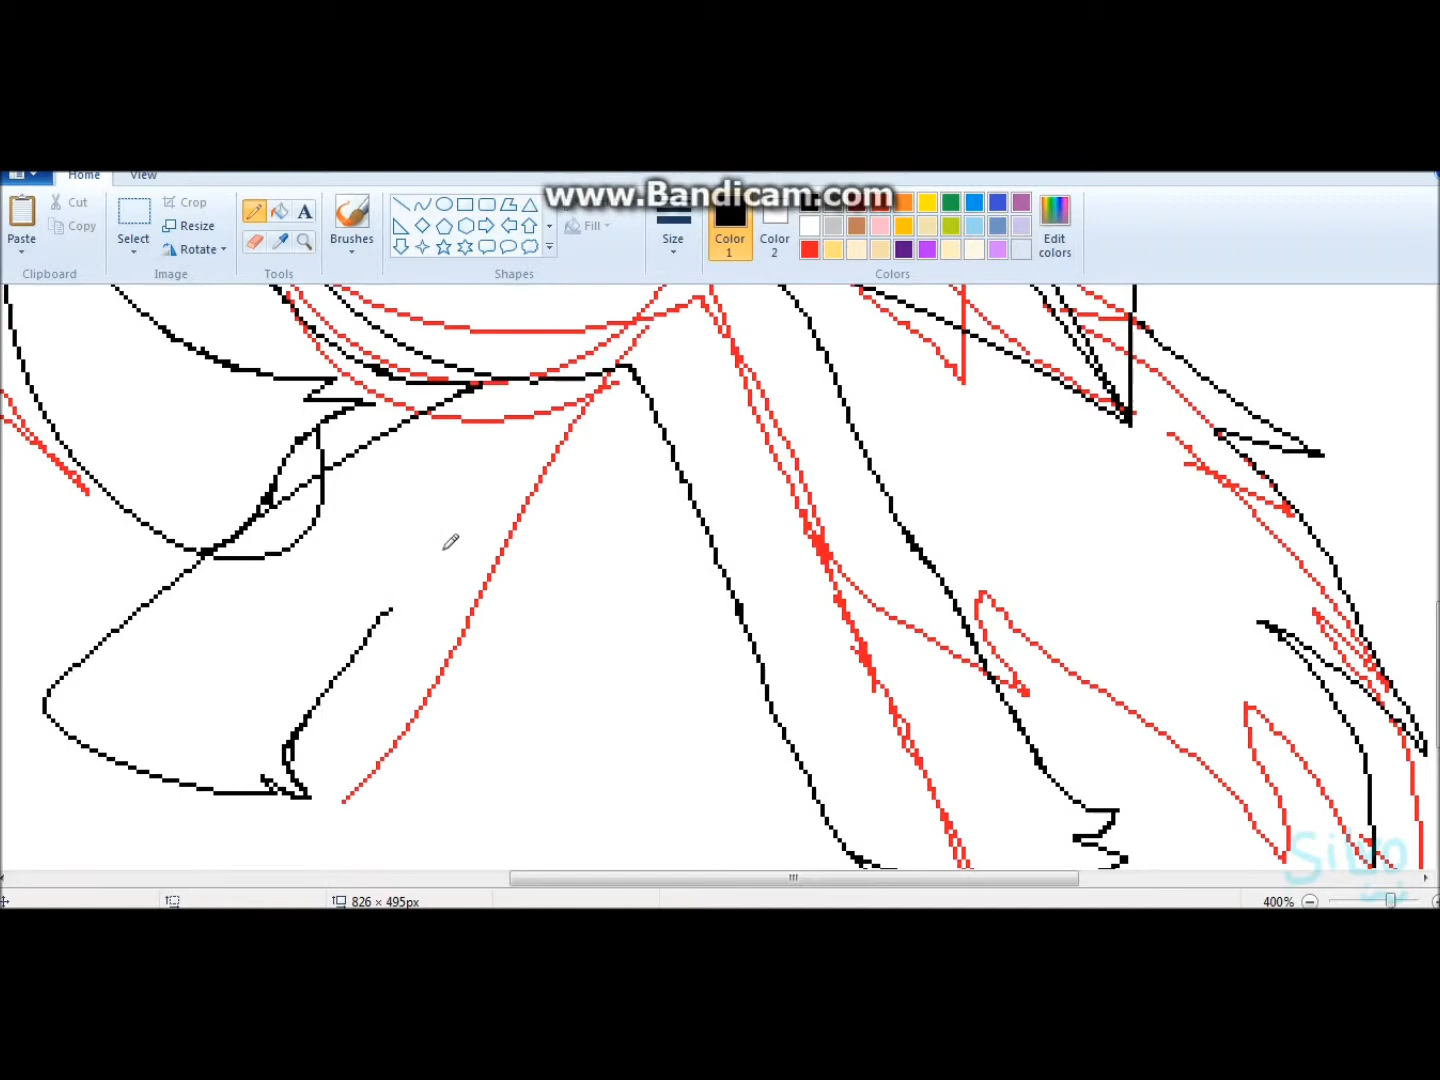 www.Bandicam.com
Home View
Paste
Cut
Copy
Clipboard
Select
Crop
Resize
Rotate
Image
A
Tools
Brushes
Fill
Shapes
Size
Color 1
Color 2
Edit colors
Colors
826 × 495px
400%